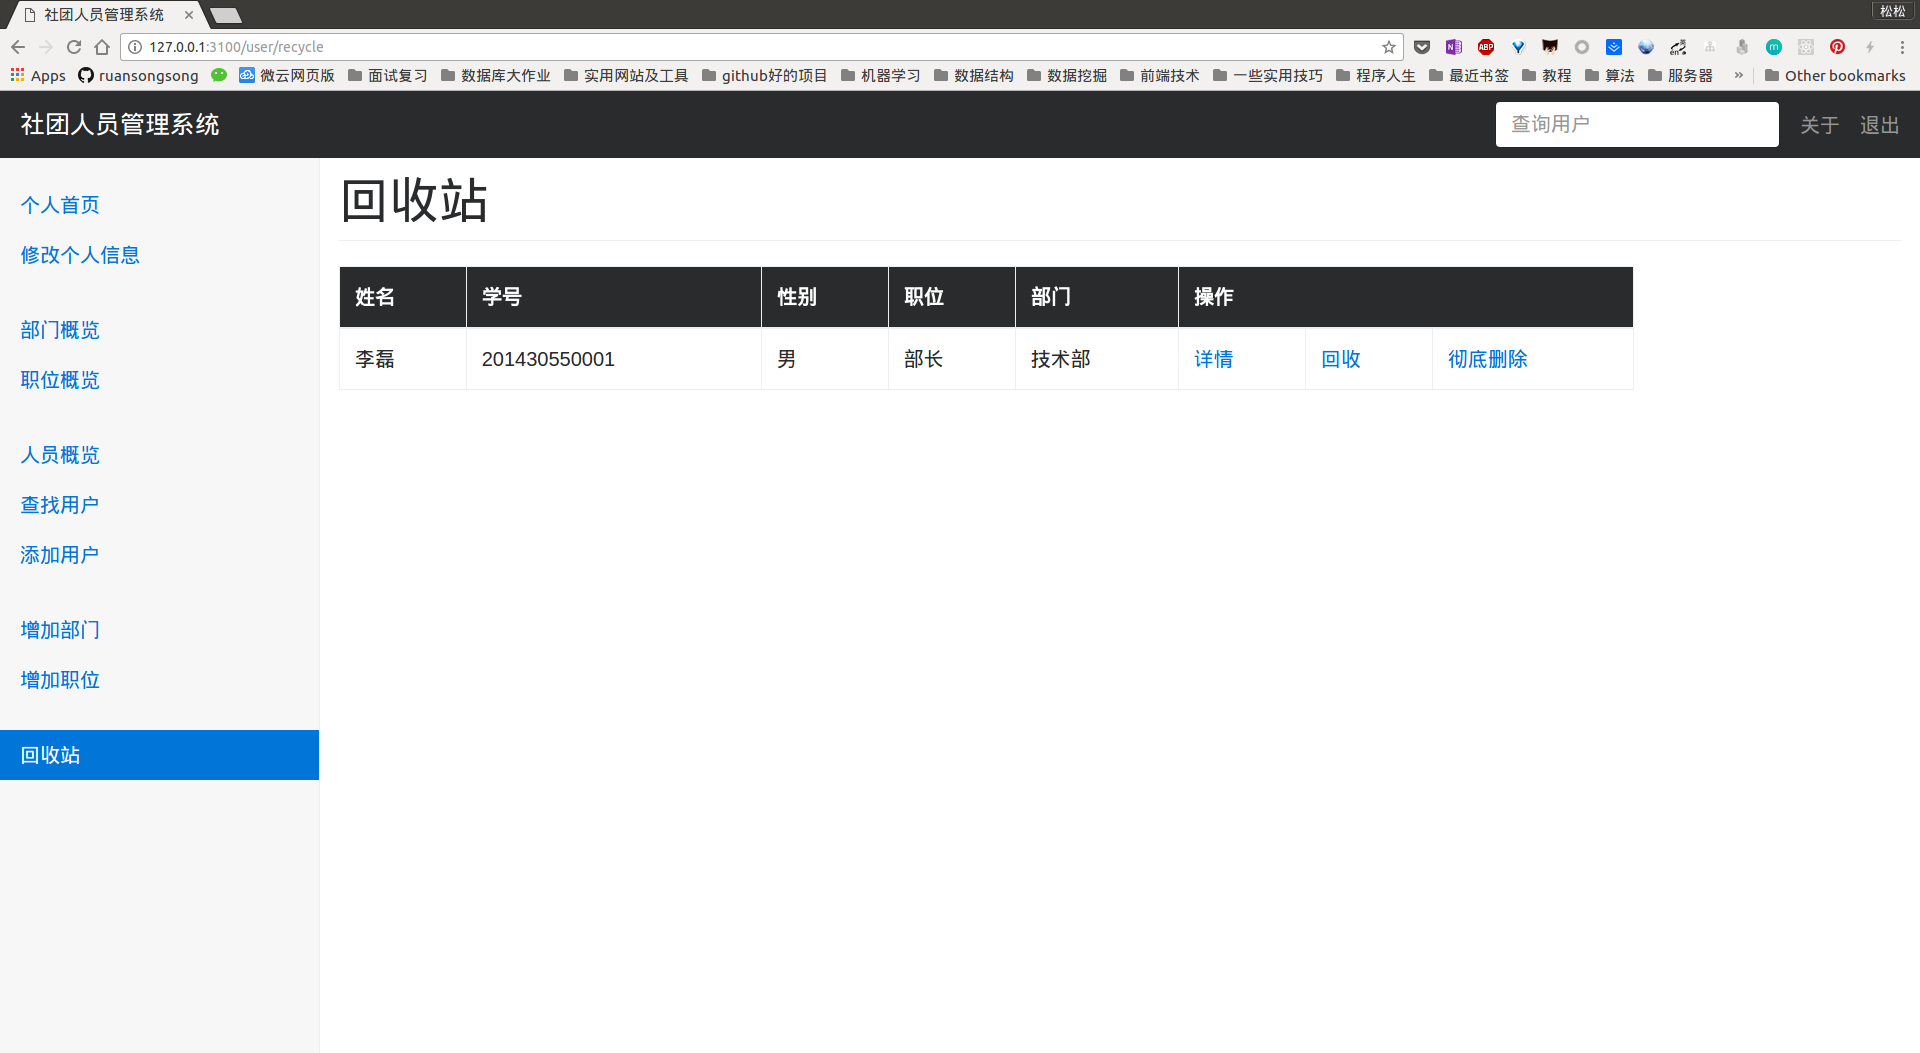 社团人员管理系统
松松
127.0.0.1:3100/user/recycle
Apps ruansongsong 微云网页版 面试复习 数据库大作业 实用网站及工具 github好的项目 机器学习 数据结构 数据挖掘 前端技术 一些实用技巧 程序人生 最近书签 教程 算法 服务器 » Other bookmarks
社团人员管理系统 查询用户 关于 退出
个人首页
修改个人信息
部门概览
职位概览
人员概览
查找用户
添加用户
增加部门
增加职位
回收站
回收站
姓名 学号 性别 职位 部门 操作
李磊 201430550001 男 部长 技术部 详情 回收 彻底删除